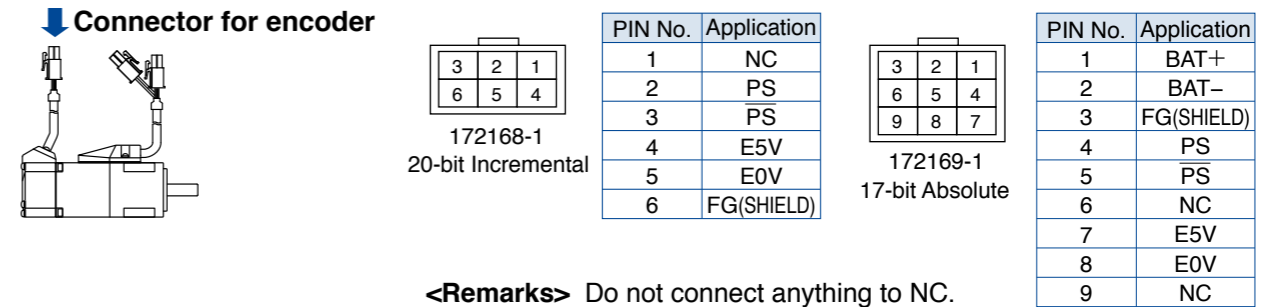 Connector for encoder
3 2 1
6 5 4
172168-1
20-bit Incremental
PIN No. Application
1 NC
2 PS
3 P̅S̅
4 E5V
5 E0V
6 FG(SHIELD)
3 2 1
6 5 4
9 8 7
172169-1
17-bit Absolute
PIN No. Application
1 BAT+
2 BAT−
3 FG(SHIELD)
4 PS
5 P̅S̅
6 NC
7 E5V
8 E0V
9 NC
<Remarks> Do not connect anything to NC.